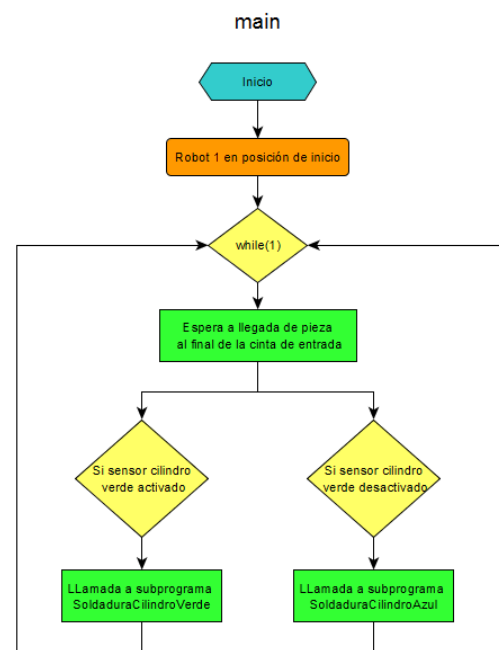 main
Inicio
Robot 1 en posición de inicio
while(1)
Espera a llegada de pieza
al final de la cinta de entrada
Si sensor cilindro
verde activado
Si sensor cilindro
verde desactivado
LLamada a subprograma
SoldaduraCilindroVerde
LLamada a subprograma
SoldaduraCilindroAzul